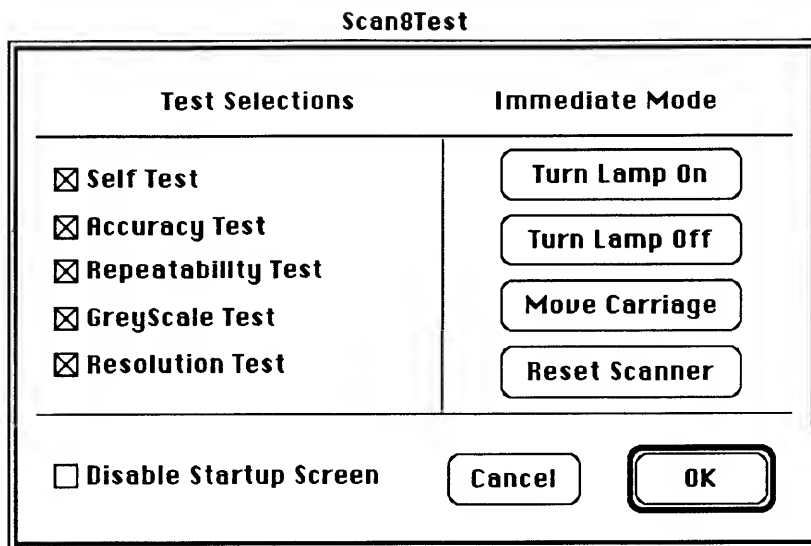 Scan8Test
Test Selections
Immediate Mode
Self Test
Accuracy Test
Repeatability Test
GreyScale Test
Resolution Test
Turn Lamp On
Turn Lamp Off
Move Carriage
Reset Scanner
Disable Startup Screen
Cancel
OK